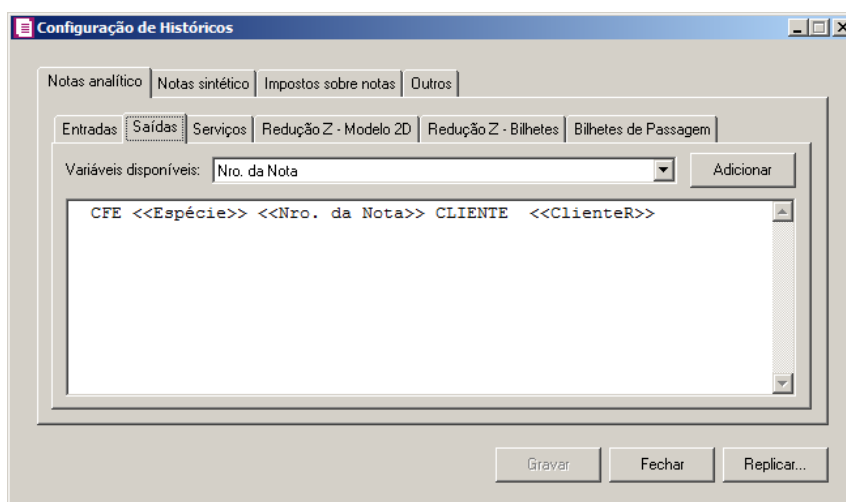 Configuração de Históricos
Notas analítico Notas sintético Impostos sobre notas Outros
Entradas Saídas Serviços Redução Z - Modelo 2D Redução Z - Bilhetes Bilhetes de Passagem
Variáveis disponíveis: Nro. da Nota Adicionar
CFE <<Espécie>> <<Nro. da Nota>> CLIENTE <<ClienteR>>
Gravar Fechar Replicar...